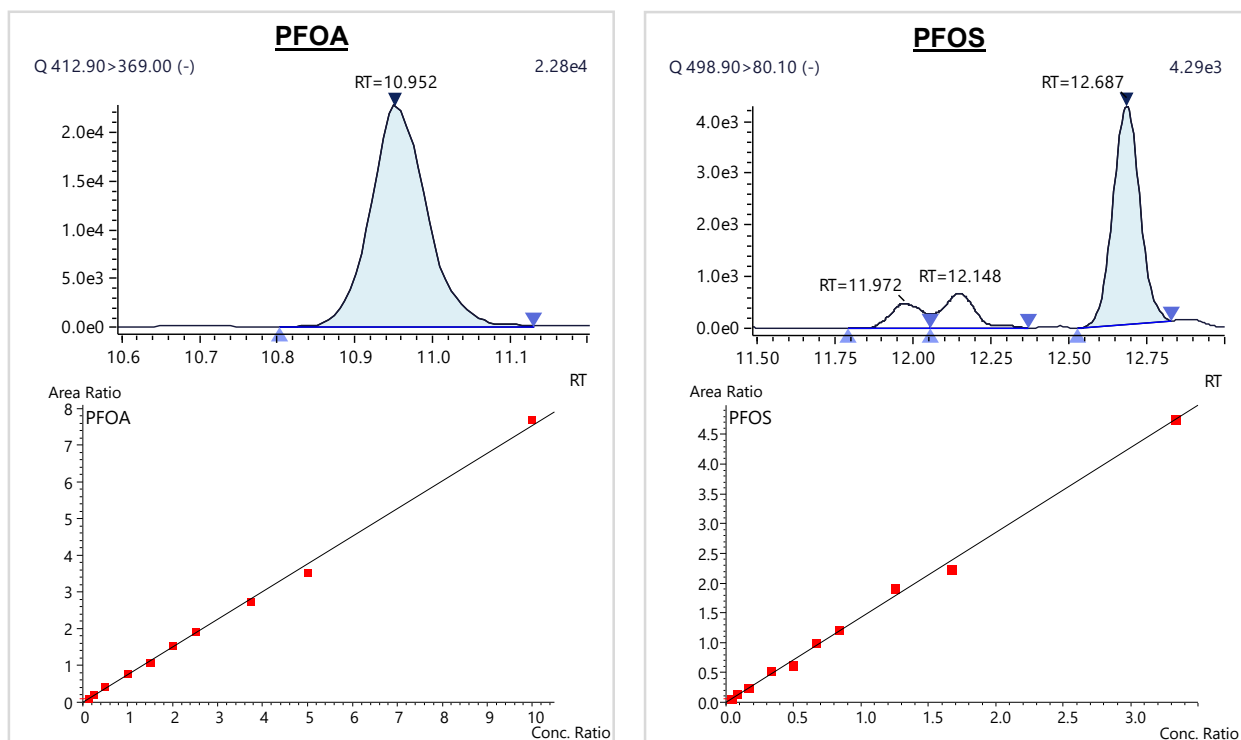 PFOA
Q 412.90>369.00 (-) 2.28e4
RT=10.952
2.0e4
1.5e4
1.0e4
5.0e3
0.0e0
10.6 10.7 10.8 10.9 11.0 11.1
RT
Area Ratio
PFOA
8
7
6
5
4
3
2
1
0
0 1 2 3 4 5 6 7 8 9 10
Conc. Ratio
PFOS
Q 498.90>80.10 (-) 4.29e3
RT=12.687
4.0e3
3.0e3
2.0e3
1.0e3
0.0e0
RT=11.972 RT=12.148
11.50 11.75 12.00 12.25 12.50 12.75
RT
Area Ratio
PFOS
4.5
4.0
3.5
3.0
2.5
2.0
1.5
1.0
0.5
0.0
0.0 0.5 1.0 1.5 2.0 2.5 3.0
Conc. Ratio